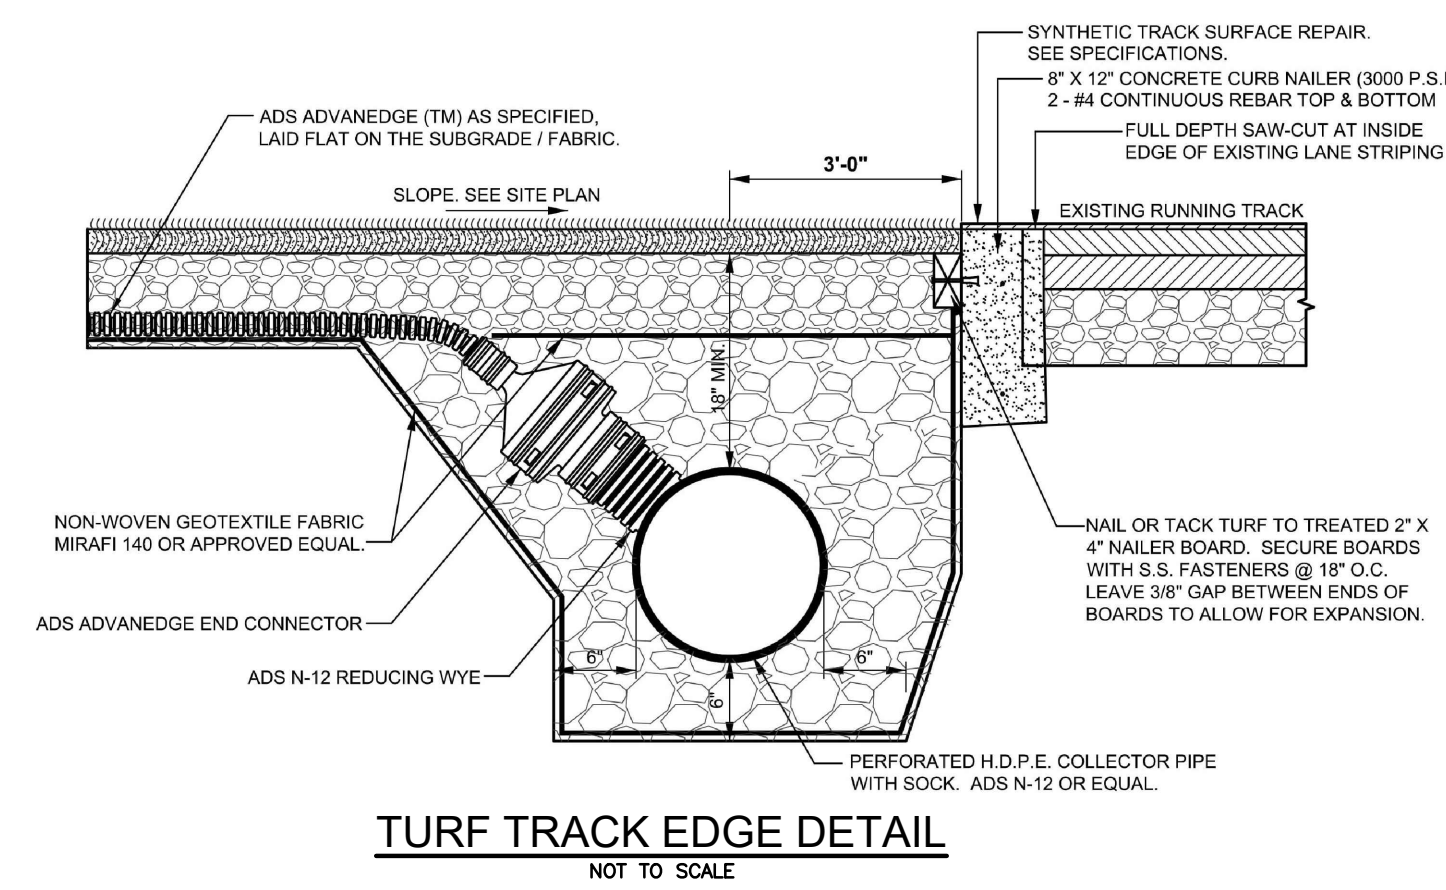 SYNTHETIC TRACK SURFACE REPAIR.
SEE SPECIFICATIONS.
8" X 12" CONCRETE CURB NAILER (3000 P.S.I
2 - #4 CONTINUOUS REBAR TOP & BOTTOM
ADS ADVANEDGE (TM) AS SPECIFIED,
LAID FLAT ON THE SUBGRADE / FABRIC.
FULL DEPTH SAW-CUT AT INSIDE
EDGE OF EXISTING LANE STRIPING
3'-0"
SLOPE. SEE SITE PLAN
EXISTING RUNNING TRACK
18" MIN.
NON-WOVEN GEOTEXTILE FABRIC
MIRAFI 140 OR APPROVED EQUAL.
NAIL OR TACK TURF TO TREATED 2" X
4" NAILER BOARD. SECURE BOARDS
WITH S.S. FASTENERS @ 18" O.C.
LEAVE 3/8" GAP BETWEEN ENDS OF
BOARDS TO ALLOW FOR EXPANSION.
ADS ADVANEDGE END CONNECTOR
6"
6"
ADS N-12 REDUCING WYE
6"
PERFORATED H.D.P.E. COLLECTOR PIPE
WITH SOCK. ADS N-12 OR EQUAL.
TURF TRACK EDGE DETAIL
NOT TO SCALE